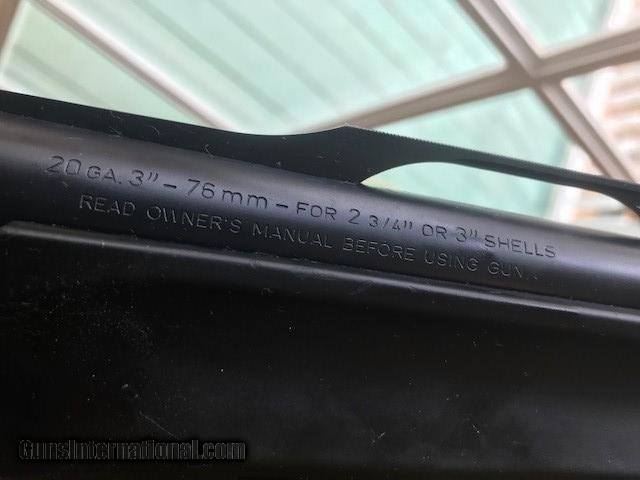 20 GA. 3" – 76 mm – FOR 2 3/4" OR 3" SHELLS
READ OWNER'S MANUAL BEFORE USING GUN.
GunsInternational.com